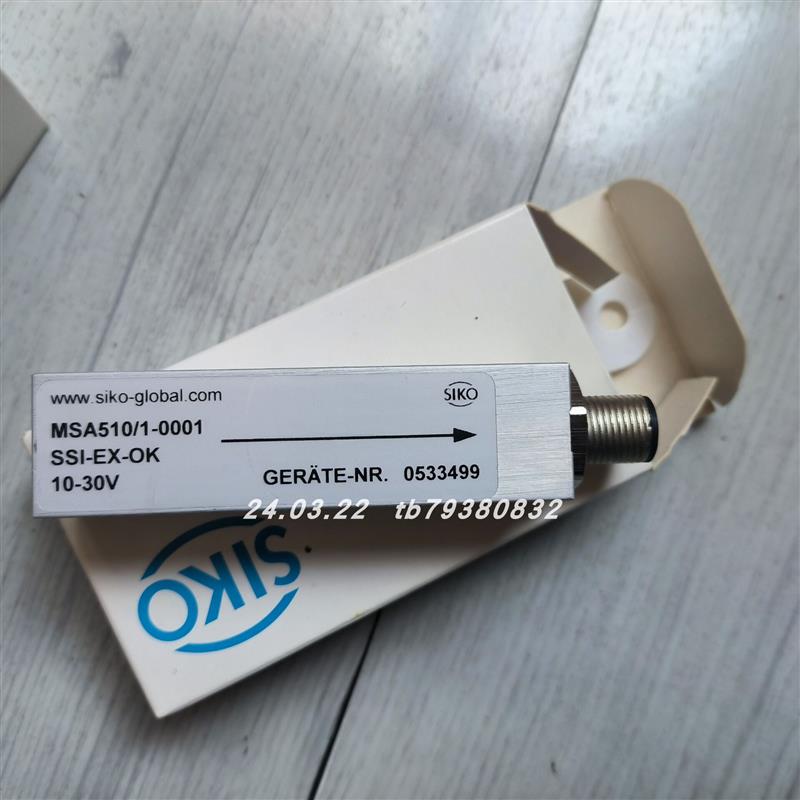 www.siko-global.com
SIKO
MSA510/1-0001
SSI-EX-OK
10-30V
GERÄTE-NR. 0533499
24.03.22 tb79380832
SIKO